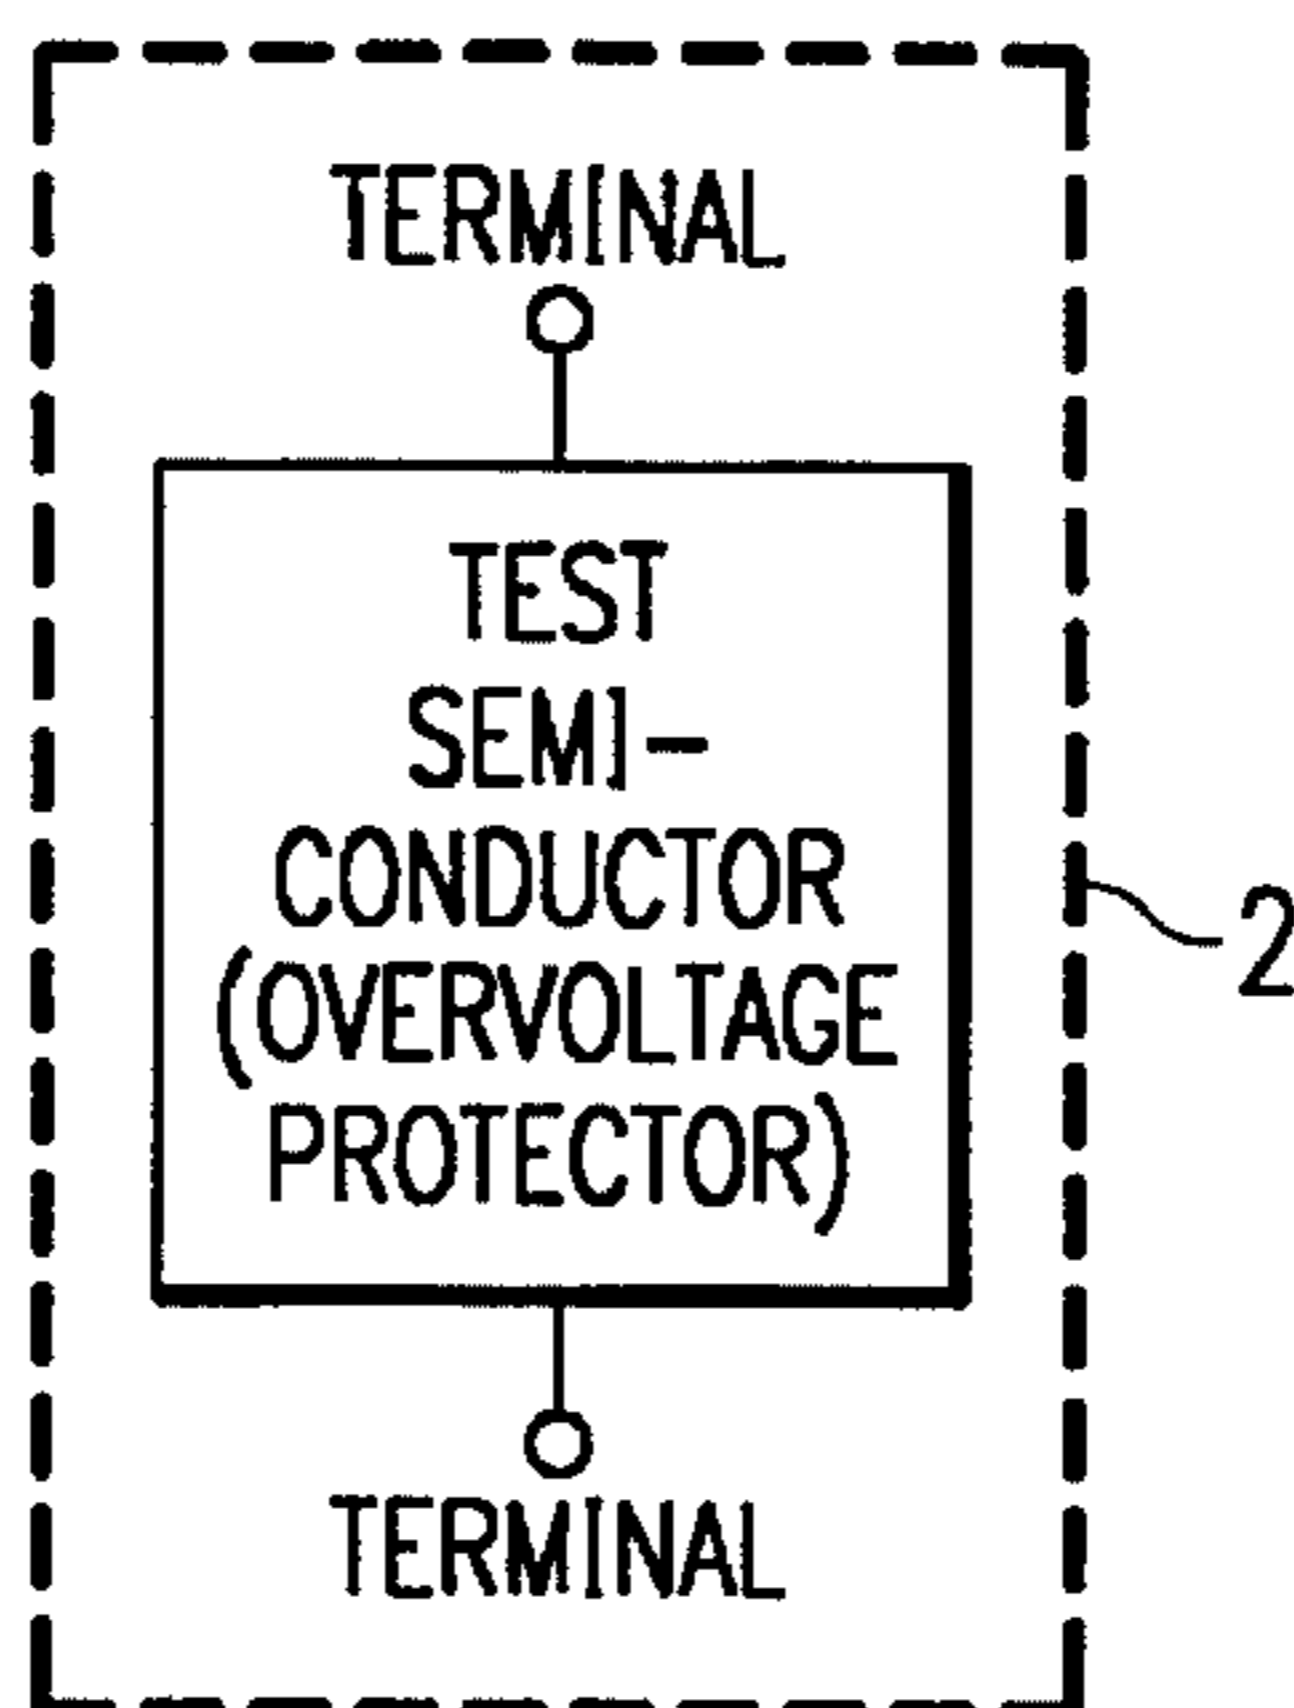 TERMINAL
TEST
SEMI-
CONDUCTOR
(OVERVOLTAGE
PROTECTOR)
2
TERMINAL